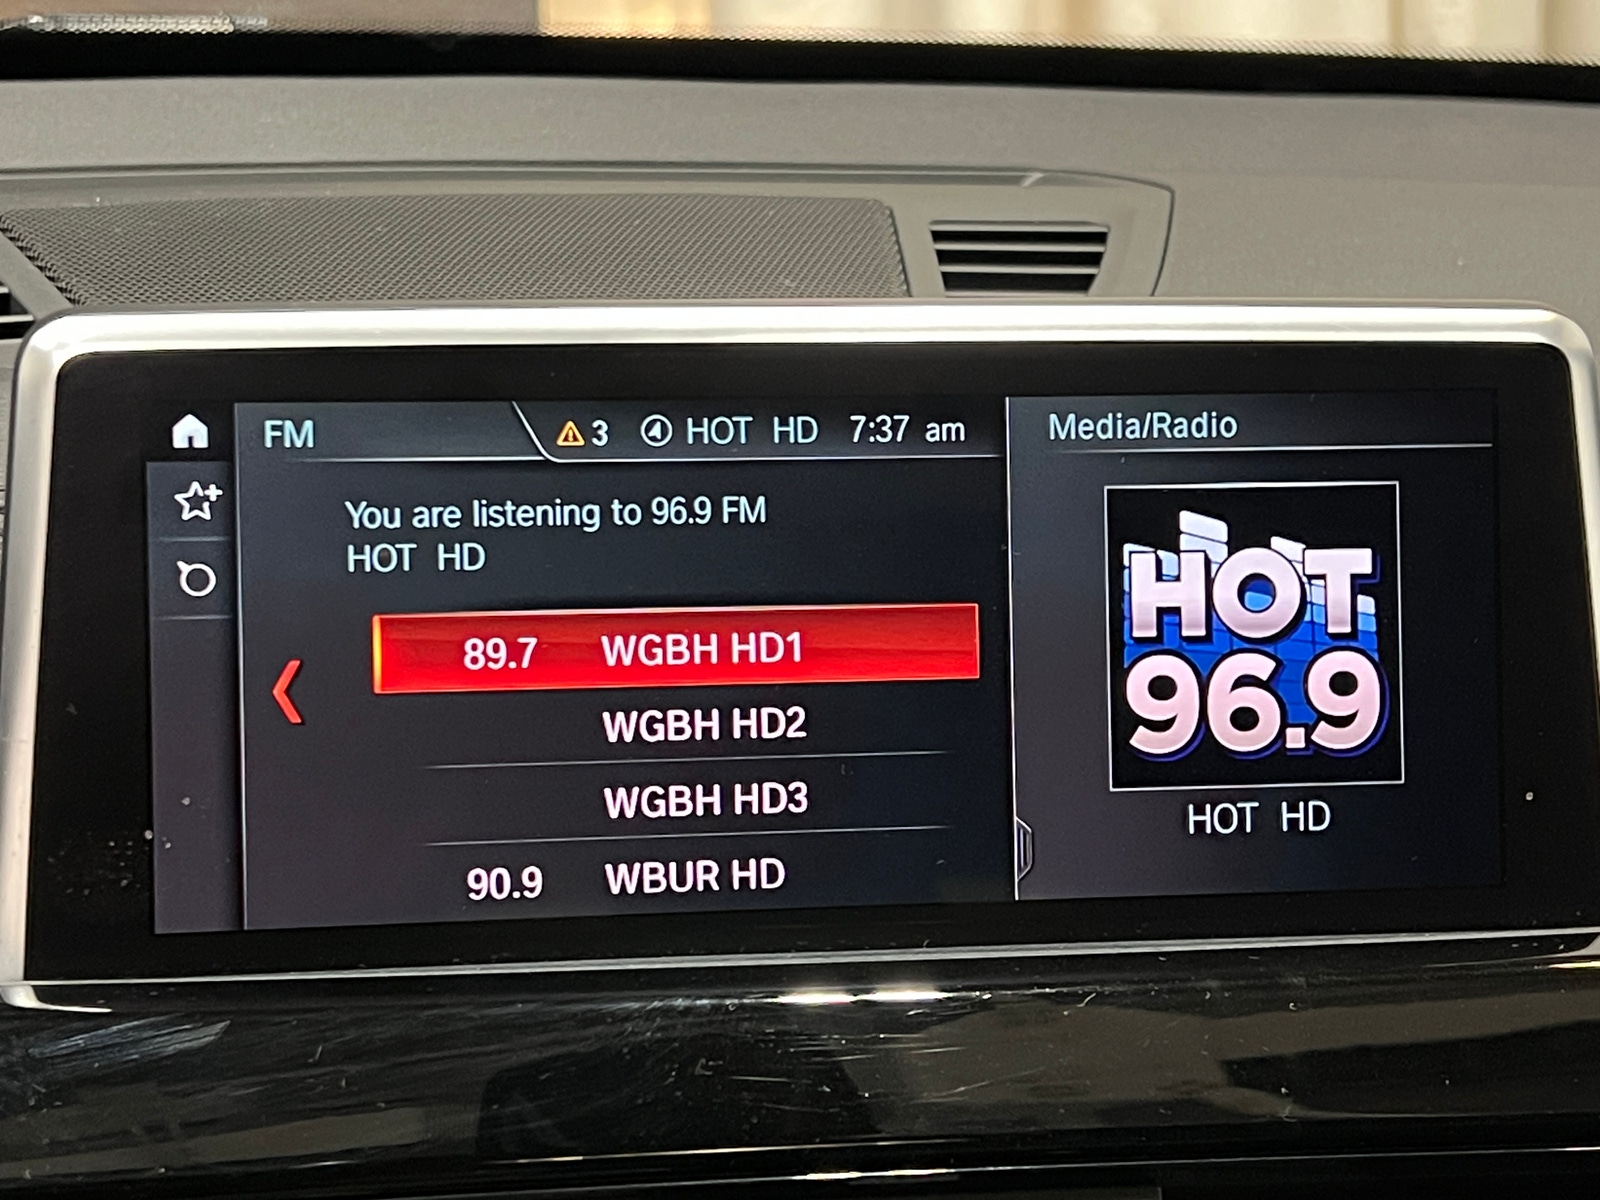 FM
3 HOT HD 7:37 am
Media/Radio
You are listening to 96.9 FM
HOT HD
89.7 WGBH HD1
WGBH HD2
WGBH HD3
90.9 WBUR HD
HOT
96.9
HOT HD